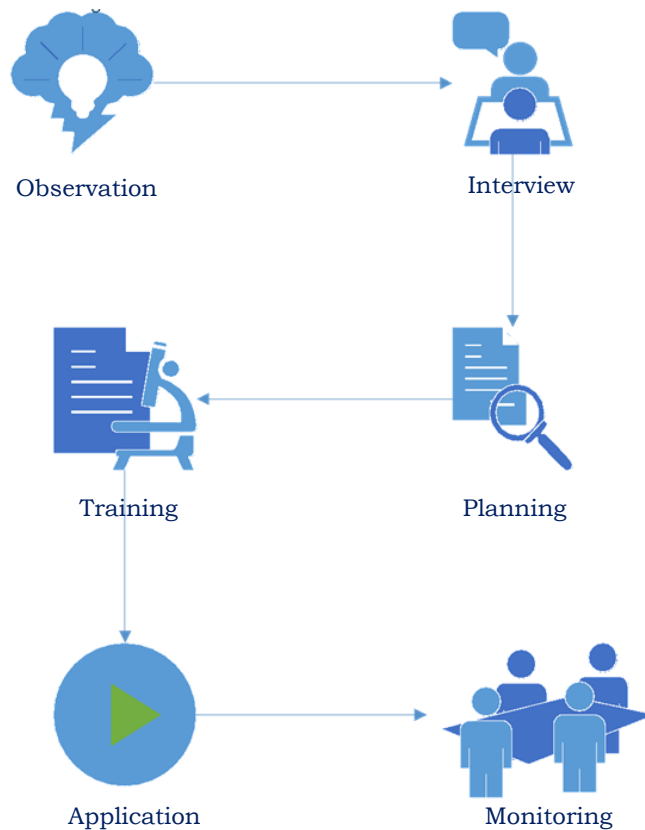 Observation
Interview
Training
Planning
Application
Monitoring